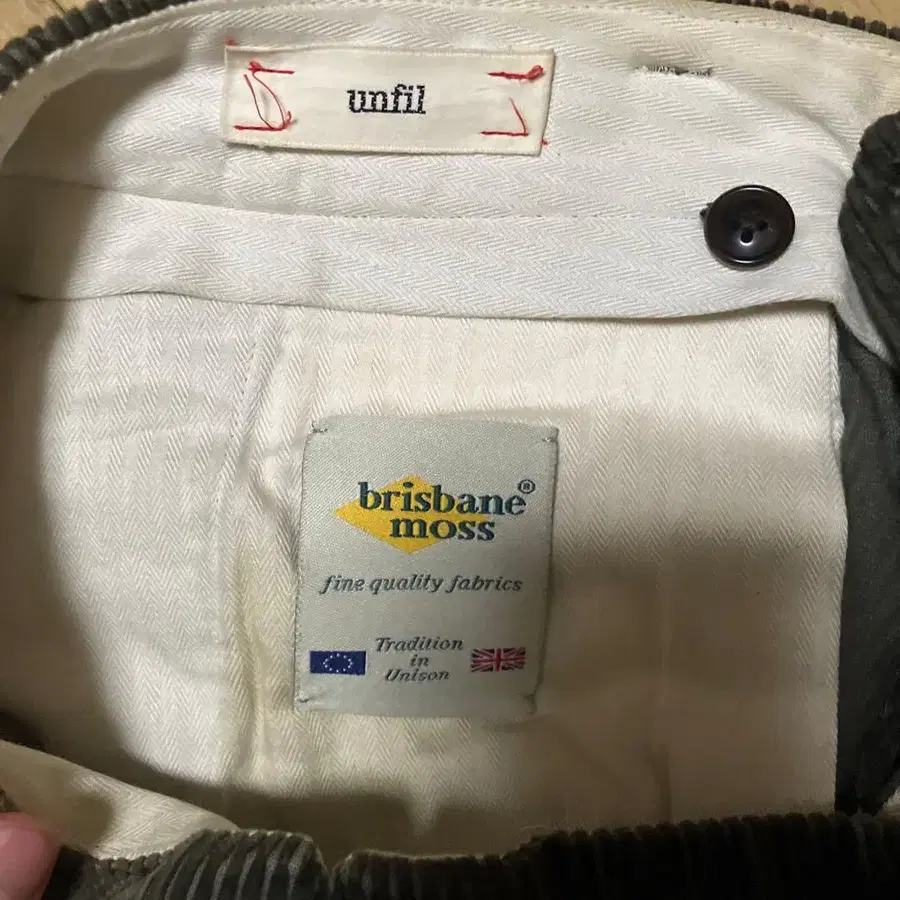 unfil
brisbane®
moss
fine quality fabrics
Tradition
in
Unison